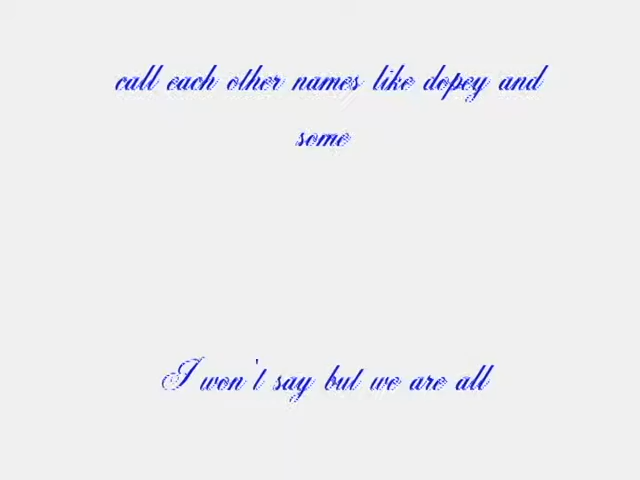 call each other names like dopey and
some
I won't say but we are all